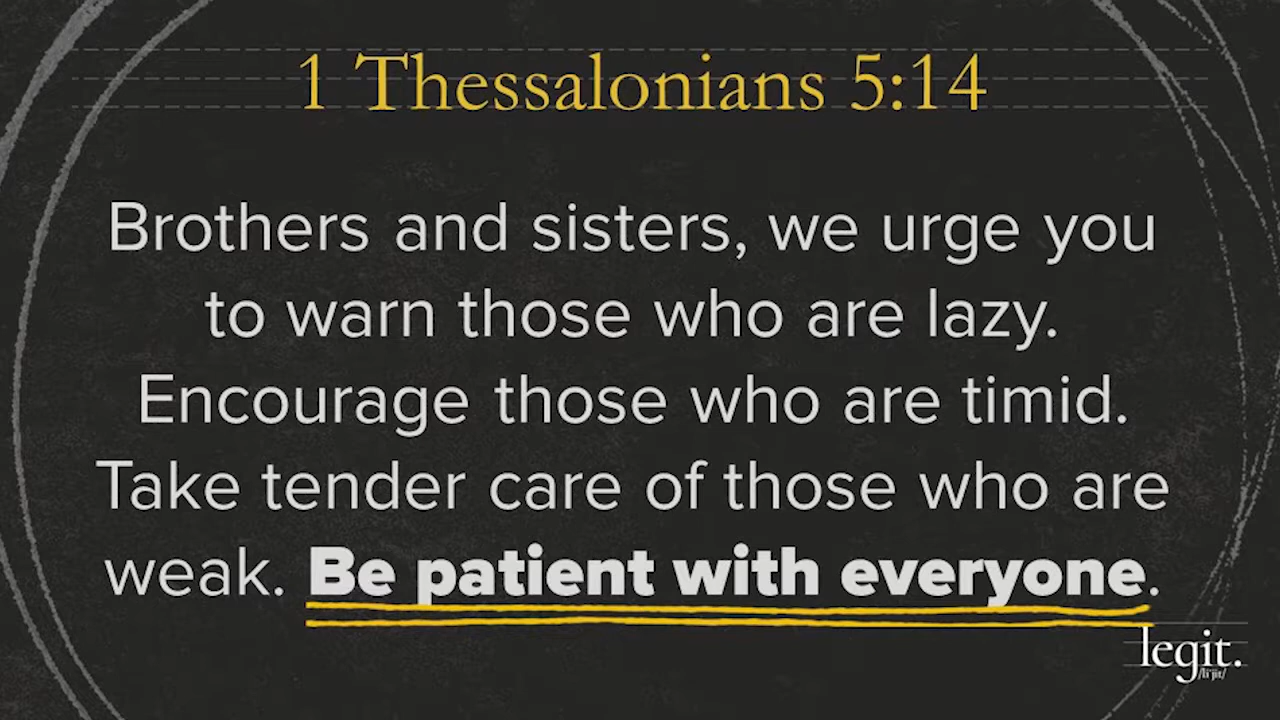 1 Thessalonians 5:14
Brothers and sisters, we urge you
to warn those who are lazy.
Encourage those who are timid.
Take tender care of those who are
weak. Be patient with everyone.
legit.